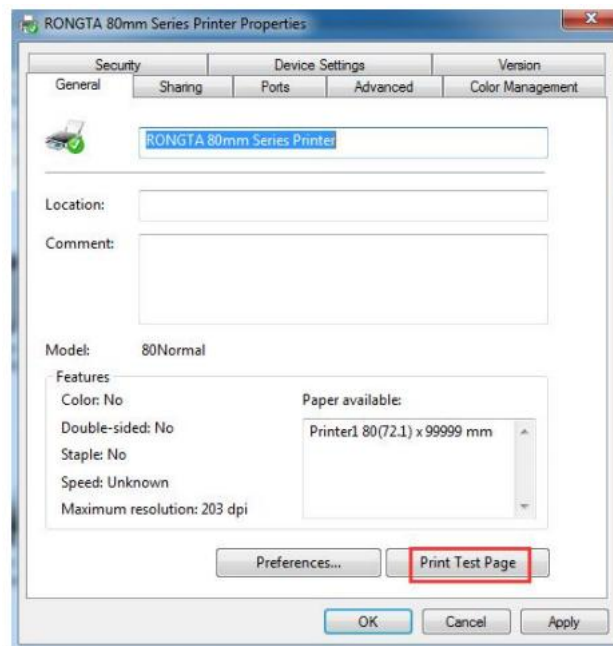 RONGTA 80mm Series Printer Properties
Security Device Settings Version
General Sharing Ports Advanced Color Management
RONGTA 80mm Series Printer
Location:
Comment:
Model: 80Normal
Features
Color: No
Double-sided: No
Staple: No
Speed: Unknown
Maximum resolution: 203 dpi
Paper available:
Printer1 80(72.1) x 99999 mm
Preferences... Print Test Page
OK Cancel Apply